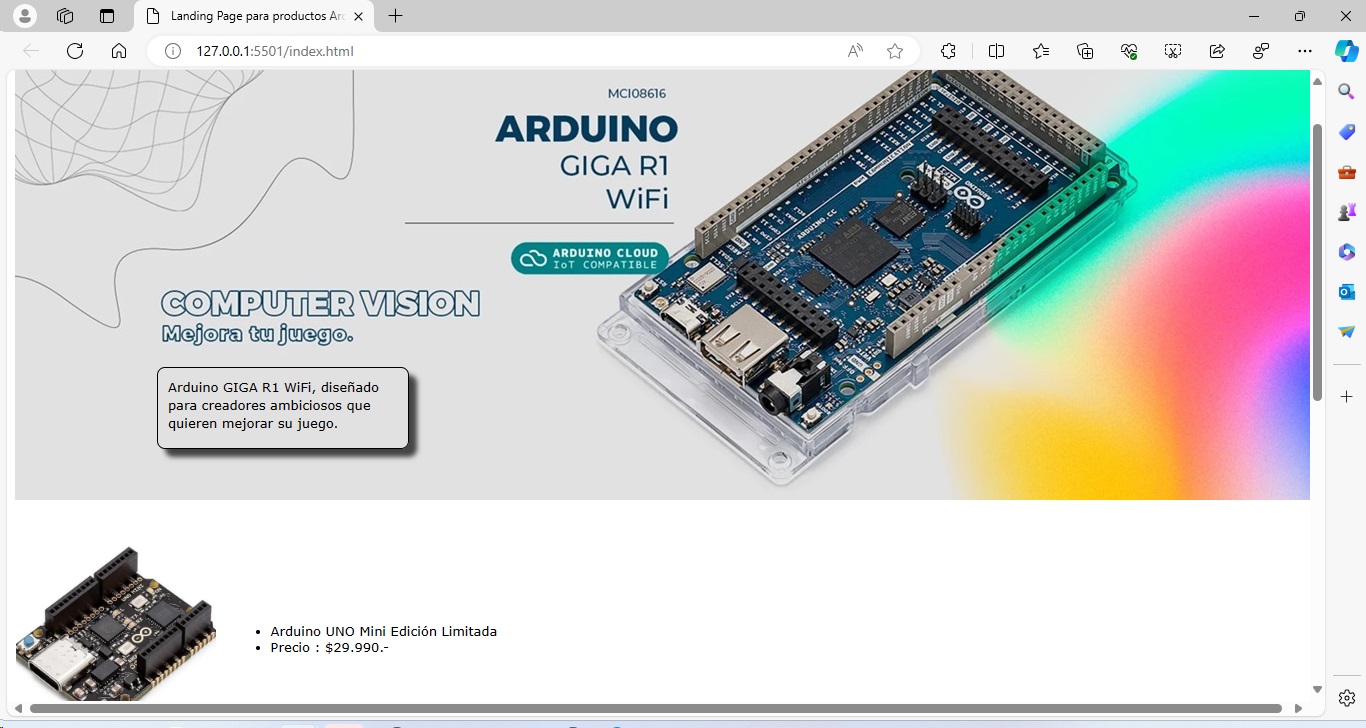 Landing Page para productos Ar
127.0.0.1:5501/index.html
MCI08616
ARDUINO
GIGA R1
WiFi
ARDUINO CLOUD
IoT COMPATIBLE
COMPUTER VISION
Mejora tu juego.
Arduino GIGA R1 WiFi, diseñado
para creadores ambiciosos que
quieren mejorar su juego.
ARDUINO.CC
Arduino UNO Mini Edición Limitada
Precio : $29.990.-